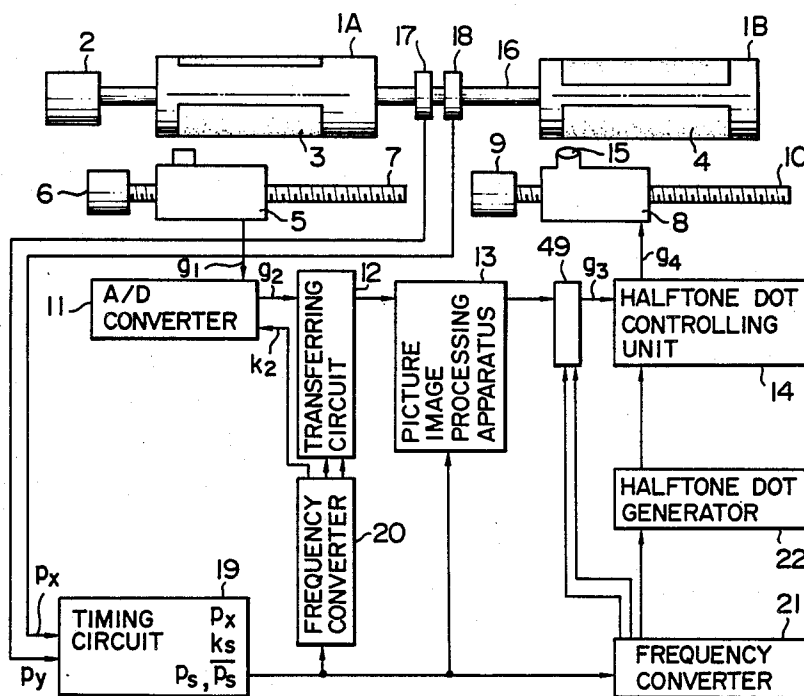 2
1A
17
18
16
1B
3
4
6
7
5
9
15
10
8
g1
g2
12
13
49
g3
g4
11
A/D
CONVERTER
k2
TRANSFERRING
CIRCUIT
PICTURE
IMAGE
PROCESSING
APPARATUS
HALFTONE DOT
CONTROLLING
UNIT
14
FREQUENCY
CONVERTER
20
HALFTONE DOT
GENERATOR
22
px
py
19
TIMING
CIRCUIT
px
ks
ps, p̅s̅
21
FREQUENCY
CONVERTER